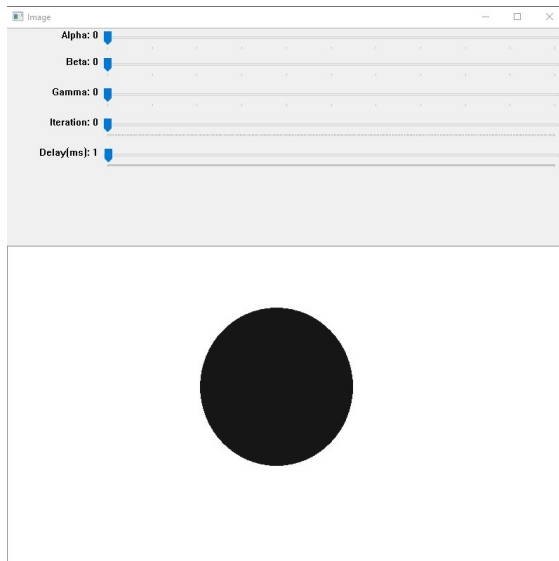 Image
Alpha: 0
Beta: 0
Gamma: 0
Iteration: 0
Delay(ms): 1